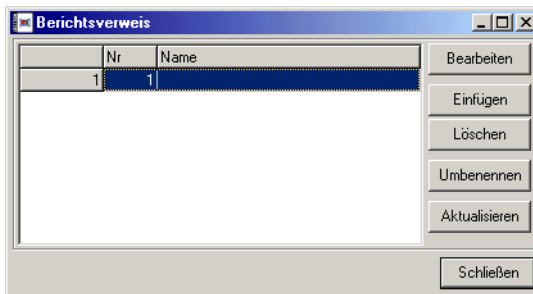 Berichtsverweis
Nr Name
1 1
Bearbeiten
Einfügen
Löschen
Umbenennen
Aktualisieren
Schließen